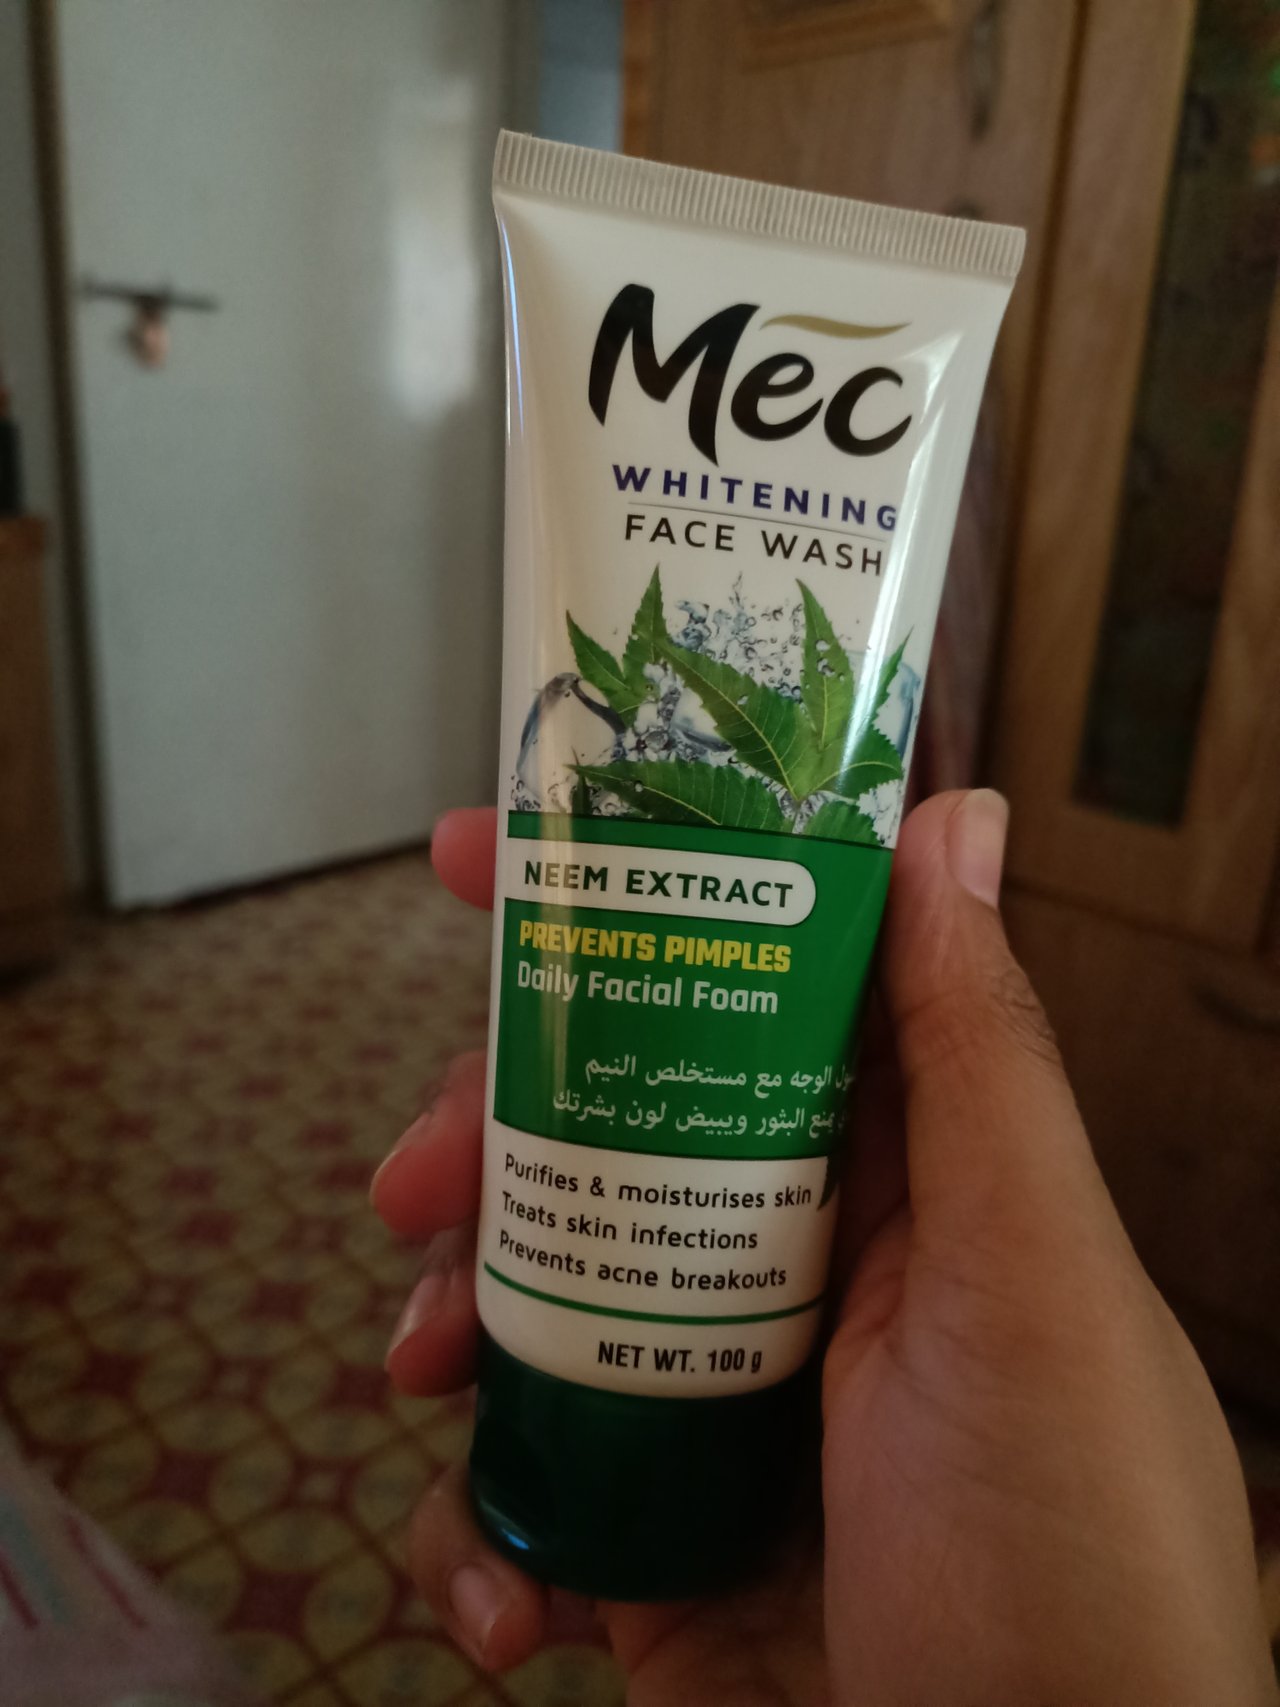 Mec
WHITENING
FACE WASH
NEEM EXTRACT
PREVENTS PIMPLES
Daily Facial Foam
الوجه مع مستخلص النيم
يمنع البثور ويبيض لون بشرتك
Purifies & moisturises skin
Treats skin infections
Prevents acne breakouts
NET WT. 100 g